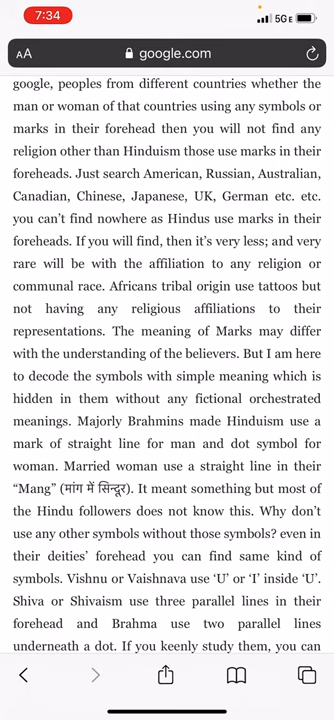 7:34
5G E
AA
google.com
google, peoples from different countries whether the
man or woman of that countries using any symbols or
marks in their forehead then you will not find any
religion other than Hinduism those use marks in their
foreheads. Just search American, Russian, Australian,
Canadian, Chinese, Japanese, UK, German etc. etc.
you can't find nowhere as Hindus use marks in their
foreheads. If you will find, then it's very less; and very
rare will be with the affiliation to any religion or
communal race. Africans tribal origin use tattoos but
not having any religious affiliations to their
representations. The meaning of Marks may differ
with the understanding of the believers. But I am here
to decode the symbols with simple meaning which is
hidden in them without any fictional orchestrated
meanings. Majorly Brahmins made Hinduism use a
mark of straight line for man and dot symbol for
woman. Married woman use a straight line in their
“Mang” (मांग में सिन्दूर). It meant something but most of
the Hindu followers does not know this. Why don't
use any other symbols without those symbols? even in
their deities' forehead you can find same kind of
symbols. Vishnu or Vaishnava use 'U' or 'I' inside 'U'.
Shiva or Shivaism use three parallel lines in their
forehead and Brahma use two parallel lines
underneath a dot. If you keenly study them, you can